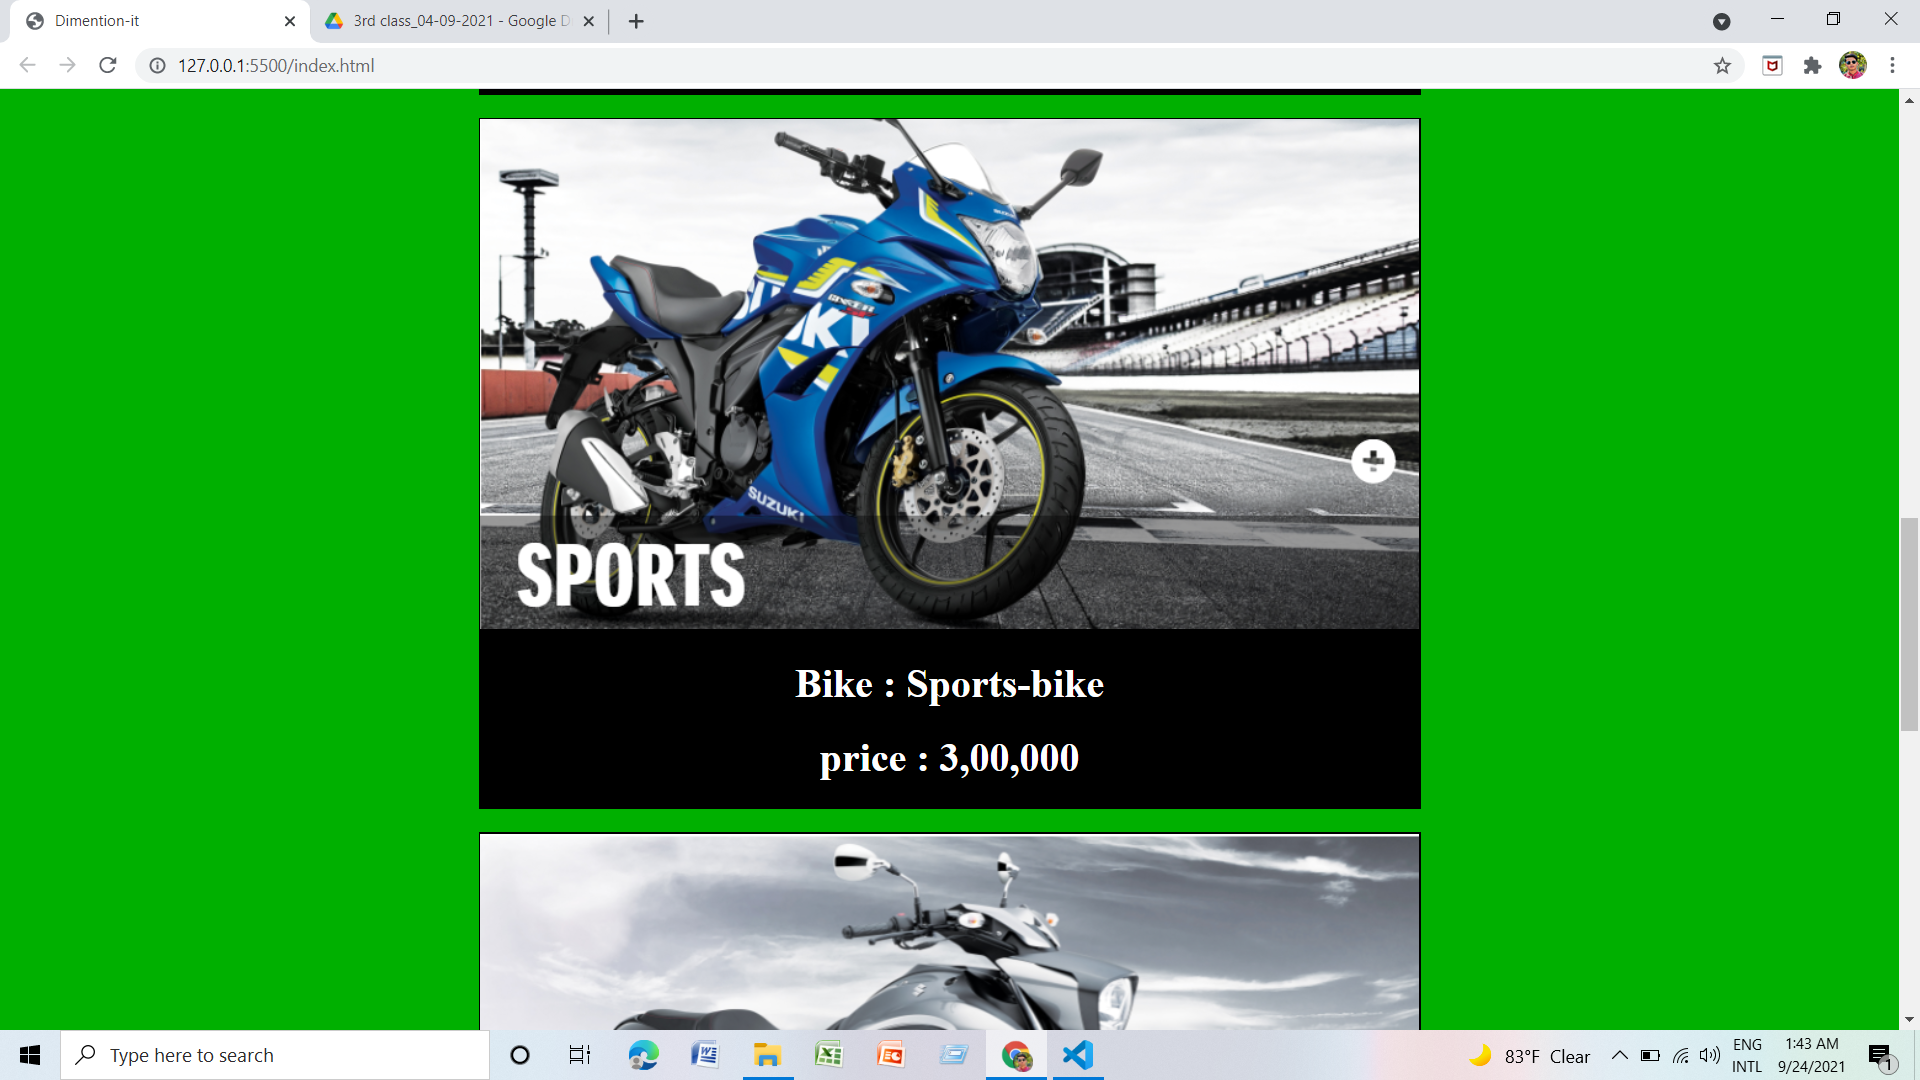 Dimention-it
3rd class_04-09-2021 - Google D
127.0.0.1:5500/index.html
SUZUKI
SPORTS
Bike : Sports-bike
price : 3,00,000
Type here to search
83°F Clear
ENG
INTL
1:43 AM
9/24/2021
1